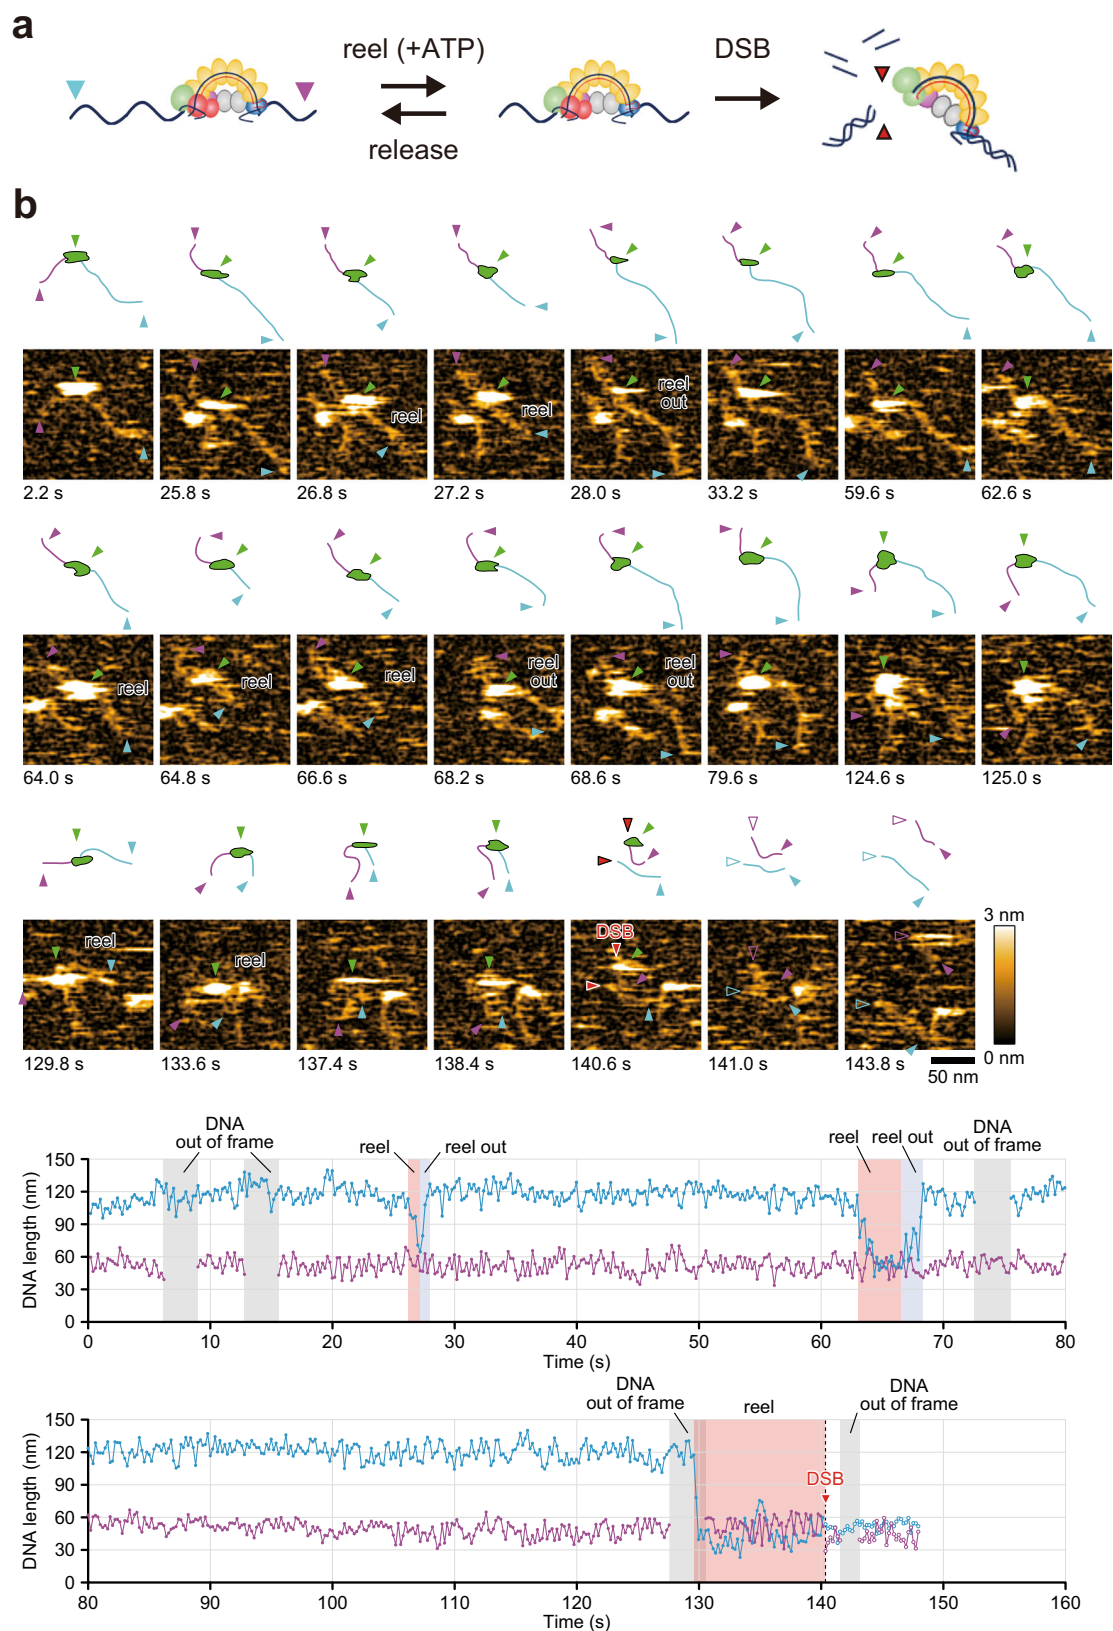 a
reel (+ATP)
release
DSB
b
reel
reel
reel
out
2.2 s
25.8 s
26.8 s
27.2 s
28.0 s
33.2 s
59.6 s
62.6 s
reel
reel
reel
reel
out
reel
out
64.0 s
64.8 s
66.6 s
68.2 s
68.6 s
79.6 s
124.6 s
125.0 s
reel
reel
DSB
3 nm
0 nm
129.8 s
133.6 s
137.4 s
138.4 s
140.6 s
141.0 s
143.8 s
50 nm
DNA
out of frame
reel
reel out
reel
reel out
DNA
out of frame
DNA length (nm)
150
120
90
60
30
0
0
10
20
30
40
50
60
70
80
Time (s)
DNA
out of frame
reel
DNA
out of frame
DSB
DNA length (nm)
150
120
90
60
30
0
80
90
100
110
120
130
140
150
160
Time (s)